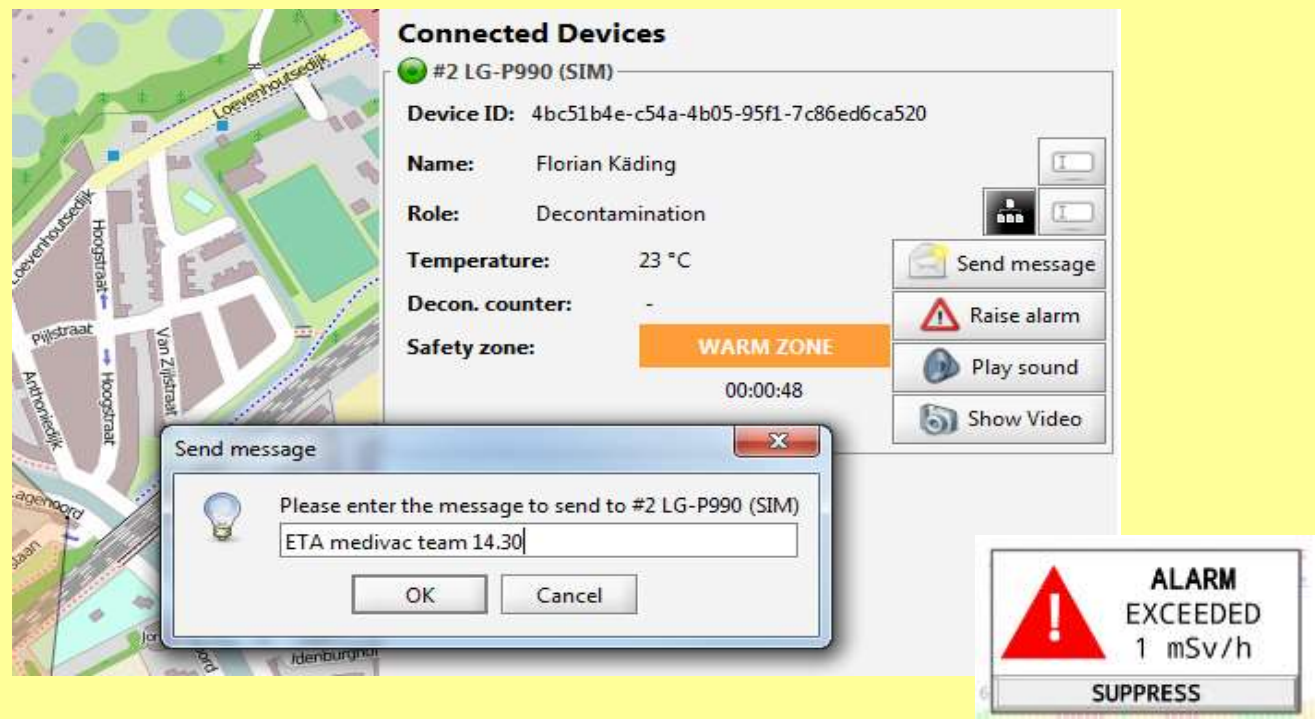 Connected Devices
#2 LG-P990 (SIM)
Device ID: 4bc51b4e-c54a-4b05-95f1-7c86ed6ca520
Name: Florian Käding
Role: Decontamination
Temperature: 23 °C
Send message
Decon. counter: -
Raise alarm
Safety zone: WARM ZONE
Play sound
00:00:48
Show Video
Loevenhoutsedijk
Loevenhoutsedijk
Hoogstraat
Pijlstraat
Van Zijlstraat
Anthoniedijk
Hoogstraat
Send message
Please enter the message to send to #2 LG-P990 (SIM)
ETA medivac team 14.30
OK Cancel
ALARM
EXCEEDED
1 mSv/h
SUPPRESS